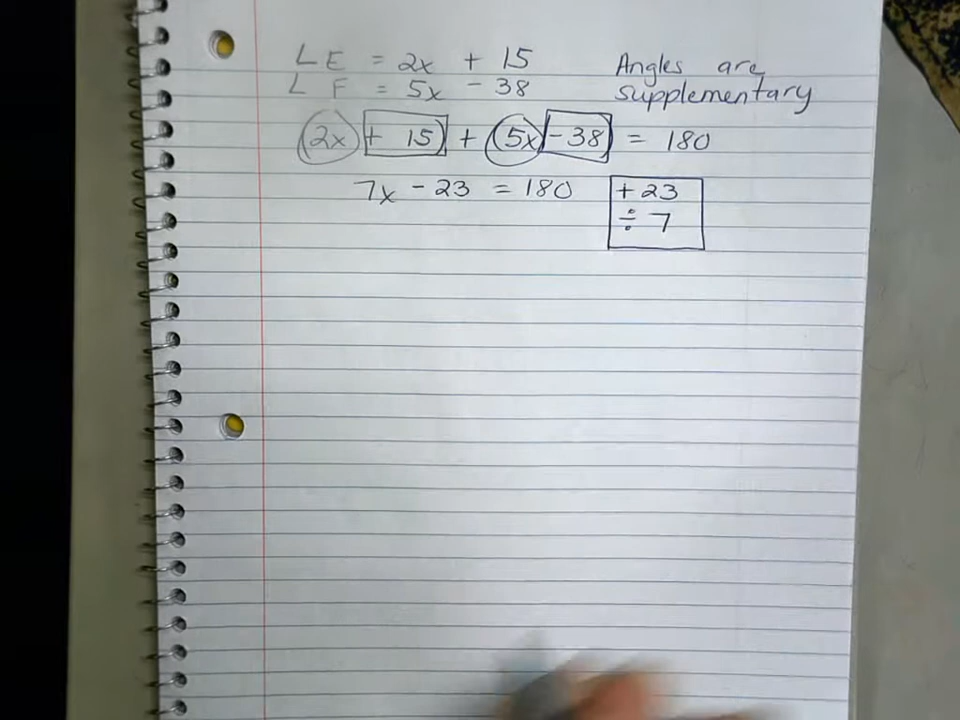 ∠E = 2x + 15 Angles are
∠F = 5x - 38 supplementary
(2x + 15) + (5x - 38) = 180
7x - 23 = 180 + 23
÷ 7